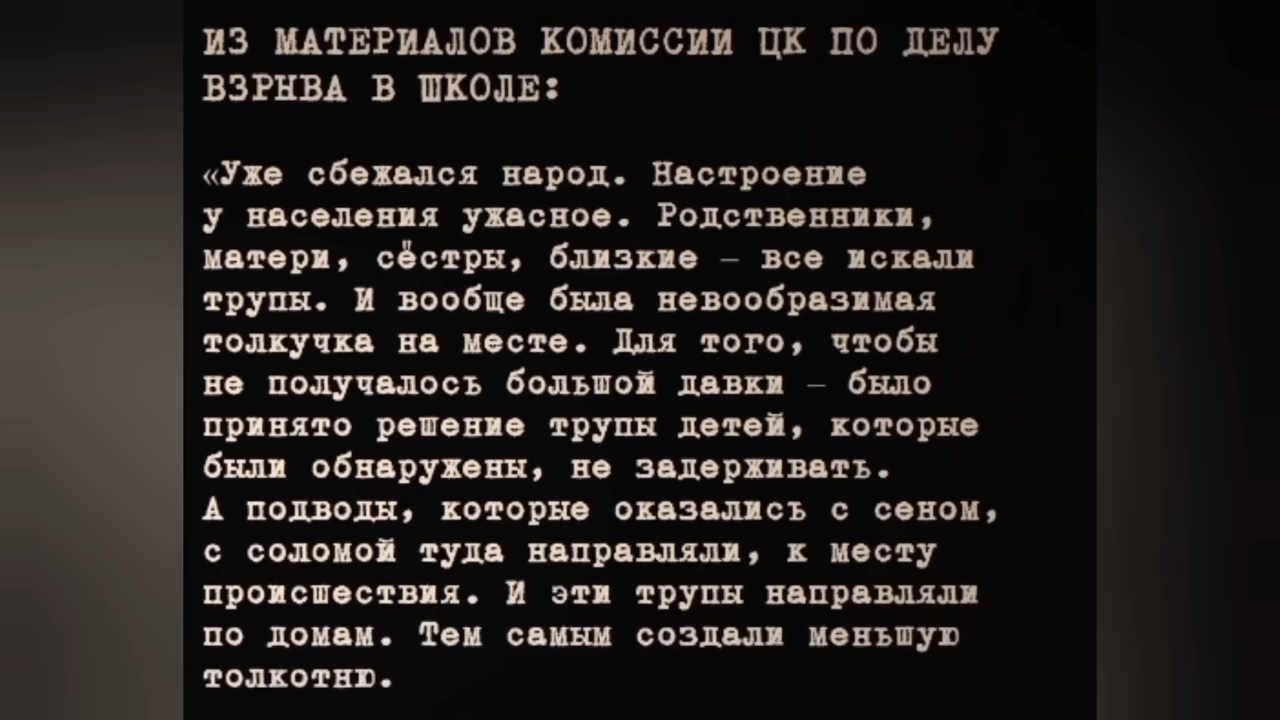 ИЗ МАТЕРИАЛОВ КОМИССИИ ЦК ПО ДЕЛУ
ВЗРЫВА В ШКОЛЕ:
«Уже сбежался народ. Настроение
у населения ужасное. Родственники,
матери, сёстры, близкие – все искали
трупы. И вообще была невообразимая
толкучка на месте. Для того, чтобы
не получалось большой давки – было
принято решение трупы детей, которые
были обнаружены, не задерживать.
А подводы, которые оказались с сеном,
с соломой туда направляли, к месту
происшествия. И эти трупы направляли
по домам. Тем самым создали меньшую
толкотню.